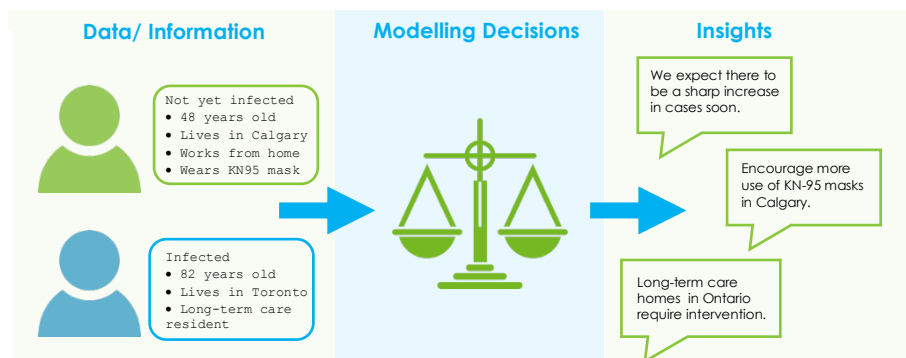 Data/ Information
Modelling Decisions
Insights
Not yet infected
• 48 years old
• Lives in Calgary
• Works from home
• Wears KN95 mask
Infected
• 82 years old
• Lives in Toronto
• Long-term care
resident
We expect there to
be a sharp increase
in cases soon.
Encourage more
use of KN-95 masks
in Calgary.
Long-term care
homes in Ontario
require intervention.